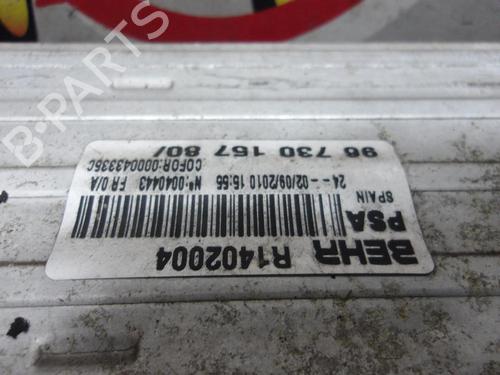 B-PARTS
BEHR R1402004
PSA
SPAIN
24-- 02/09/2010 15:55 Nº:0040443 FR 0/A
COFOR:000043336C
96 730 157 80/